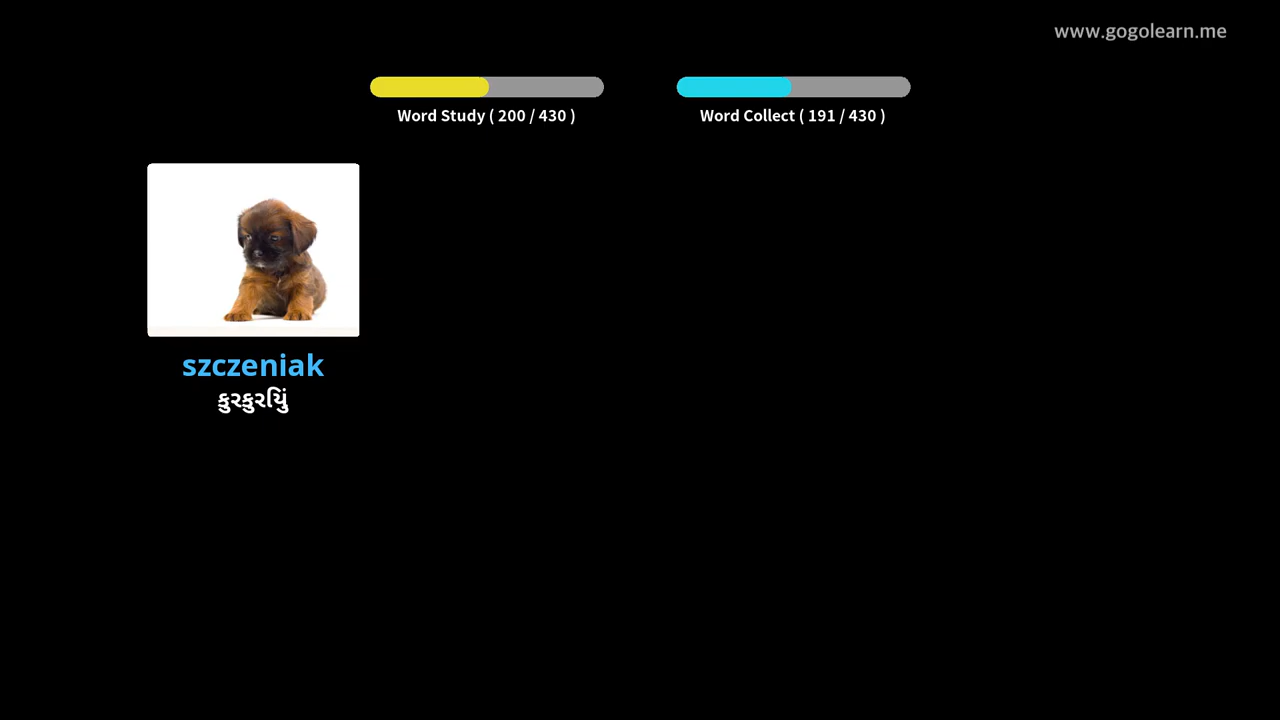 www.gogolearn.me
Word Study ( 200 / 430 )
Word Collect ( 191 / 430 )
szczeniak
કુરકુરિયું